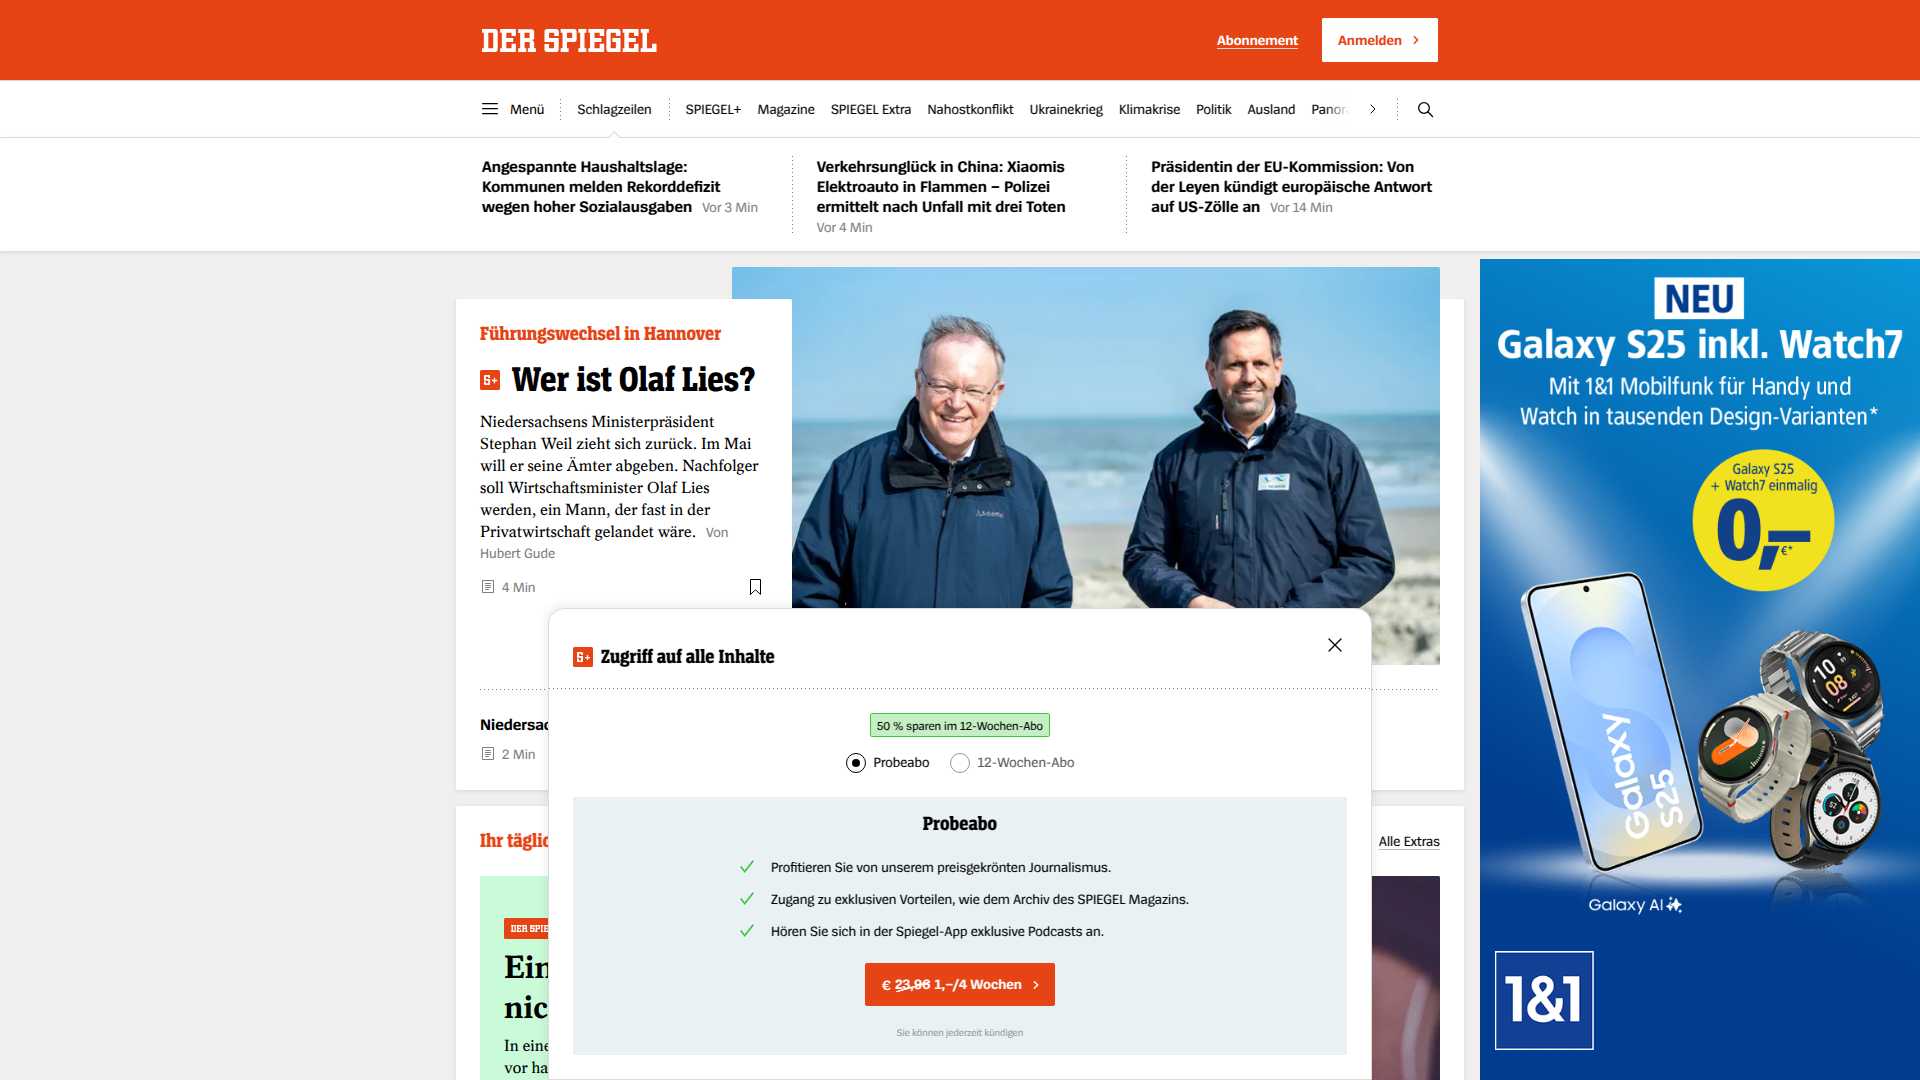 DER SPIEGEL
Abonnement
Anmelden
Menü
Schlagzeilen
SPIEGEL+
Magazine
SPIEGEL Extra
Nahostkonflikt
Ukrainekrieg
Klimakrise
Politik
Ausland
Panor
Angespannte Haushaltslage:
Kommunen melden Rekorddefizit
wegen hoher Sozialausgaben Vor 3 Min
Verkehrsunglück in China: Xiaomis
Elektroauto in Flammen – Polizei
ermittelt nach Unfall mit drei Toten
Vor 4 Min
Präsidentin der EU-Kommission: Von
der Leyen kündigt europäische Antwort
auf US-Zölle an Vor 14 Min
Führungswechsel in Hannover
S+ Wer ist Olaf Lies?
Niedersachsens Ministerpräsident
Stephan Weil zieht sich zurück. Im Mai
will er seine Ämter abgeben. Nachfolger
soll Wirtschaftsminister Olaf Lies
werden, ein Mann, der fast in der
Privatwirtschaft gelandet wäre. Von
Hubert Gude
4 Min
Niedersac
2 Min
S+ Zugriff auf alle Inhalte
50 % sparen im 12-Wochen-Abo
Probeabo
12-Wochen-Abo
Probeabo
Profitieren Sie von unserem preisgekrönten Journalismus.
Zugang zu exklusiven Vorteilen, wie dem Archiv des SPIEGEL Magazins.
Hören Sie sich in der Spiegel-App exklusive Podcasts an.
€ 23,96 1,–/4 Wochen
Sie können jederzeit kündigen
Ihr täglic
Alle Extras
DER SPIE
Ein
nic
In eine
vor ha
NEU
Galaxy S25 inkl. Watch7
Mit 1&1 Mobilfunk für Handy und
Watch in tausenden Design-Varianten*
Galaxy S25
+ Watch7 einmalig
0,– €*
10
08
Galaxy
S25
Galaxy AI
1&1